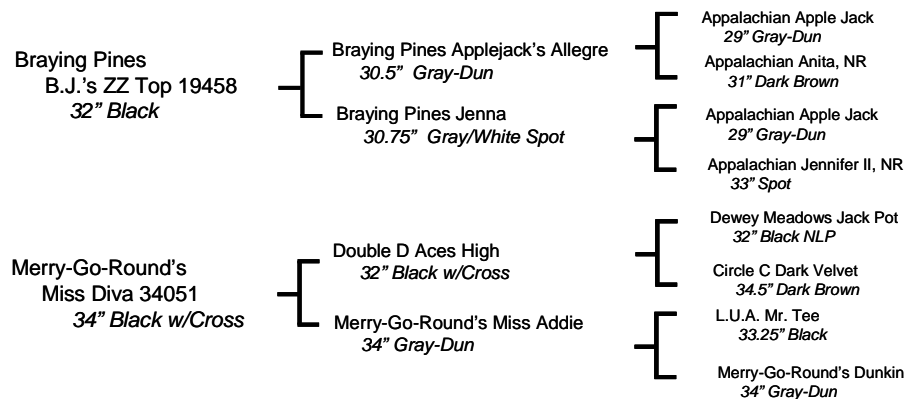 Braying Pines
B.J.'s ZZ Top 19458
32” Black
Braying Pines Applejack's Allegre
30.5” Gray-Dun
Appalachian Apple Jack
29” Gray-Dun
Appalachian Anita, NR
31” Dark Brown
Braying Pines Jenna
30.75” Gray/White Spot
Appalachian Apple Jack
29” Gray-Dun
Appalachian Jennifer II, NR
33” Spot
Merry-Go-Round's
Miss Diva 34051
34” Black w/Cross
Double D Aces High
32” Black w/Cross
Dewey Meadows Jack Pot
32” Black NLP
Circle C Dark Velvet
34.5” Dark Brown
Merry-Go-Round's Miss Addie
34” Gray-Dun
L.U.A. Mr. Tee
33.25” Black
Merry-Go-Round's Dunkin
34” Gray-Dun